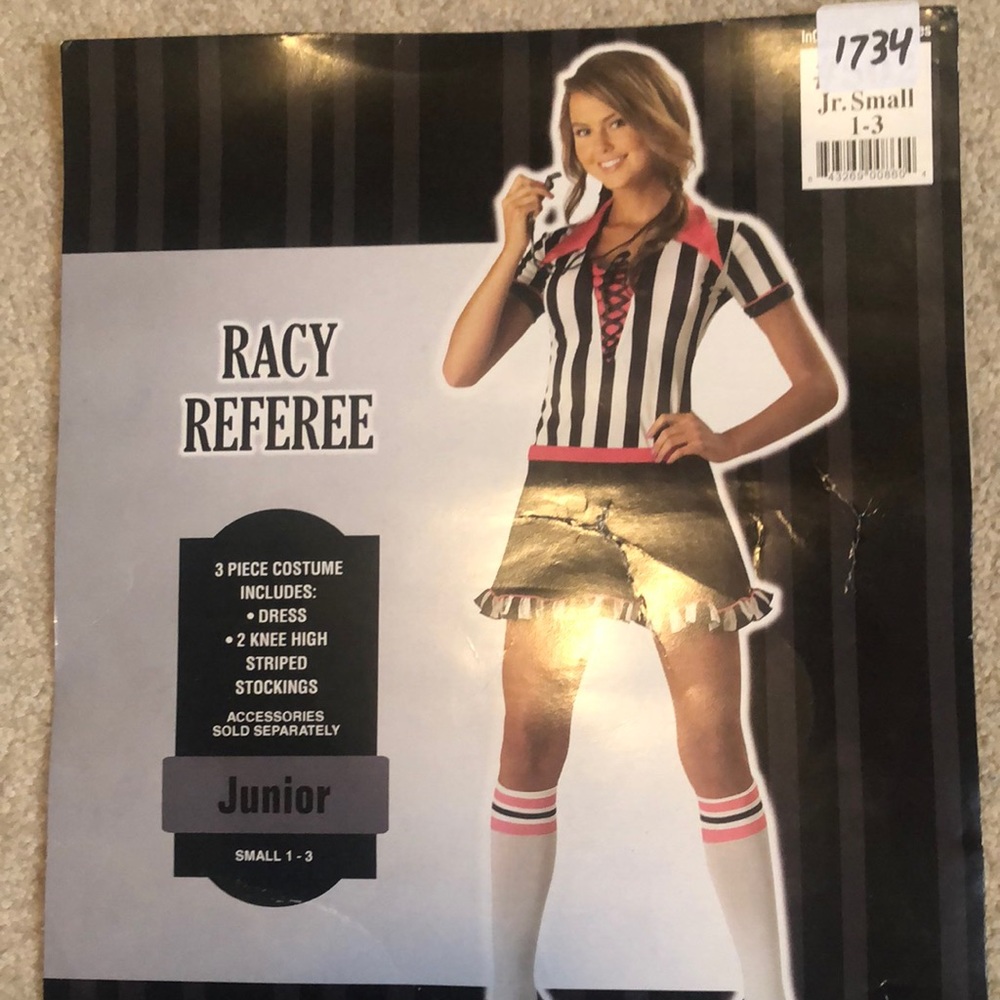 1734
Jr. Small
1-3
RACY
REFEREE
3 PIECE COSTUME
INCLUDES:
• DRESS
• 2 KNEE HIGH
STRIPED
STOCKINGS
ACCESSORIES
SOLD SEPARATELY
Junior
SMALL 1 - 3